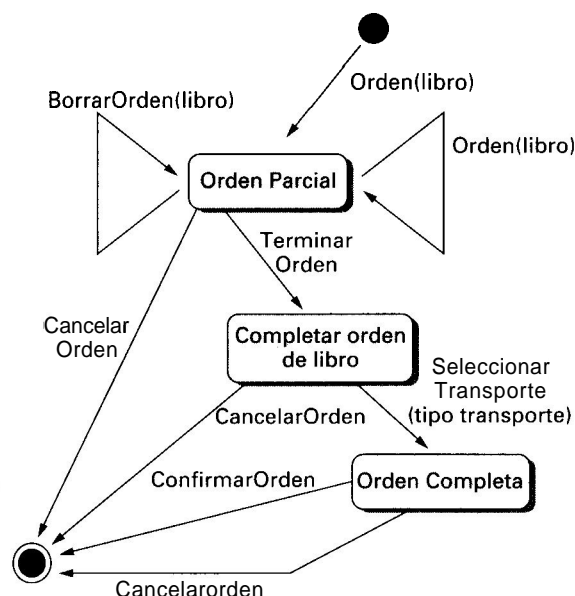 Orden(libro)
BorrarOrden(libro)
Orden(libro)
Orden Parcial
Terminar
Orden
Cancelar
Orden
Completar orden
de libro
Seleccionar
Transporte
(tipo transporte)
CancelarOrden
ConfirmarOrden
Orden Completa
Cancelarorden